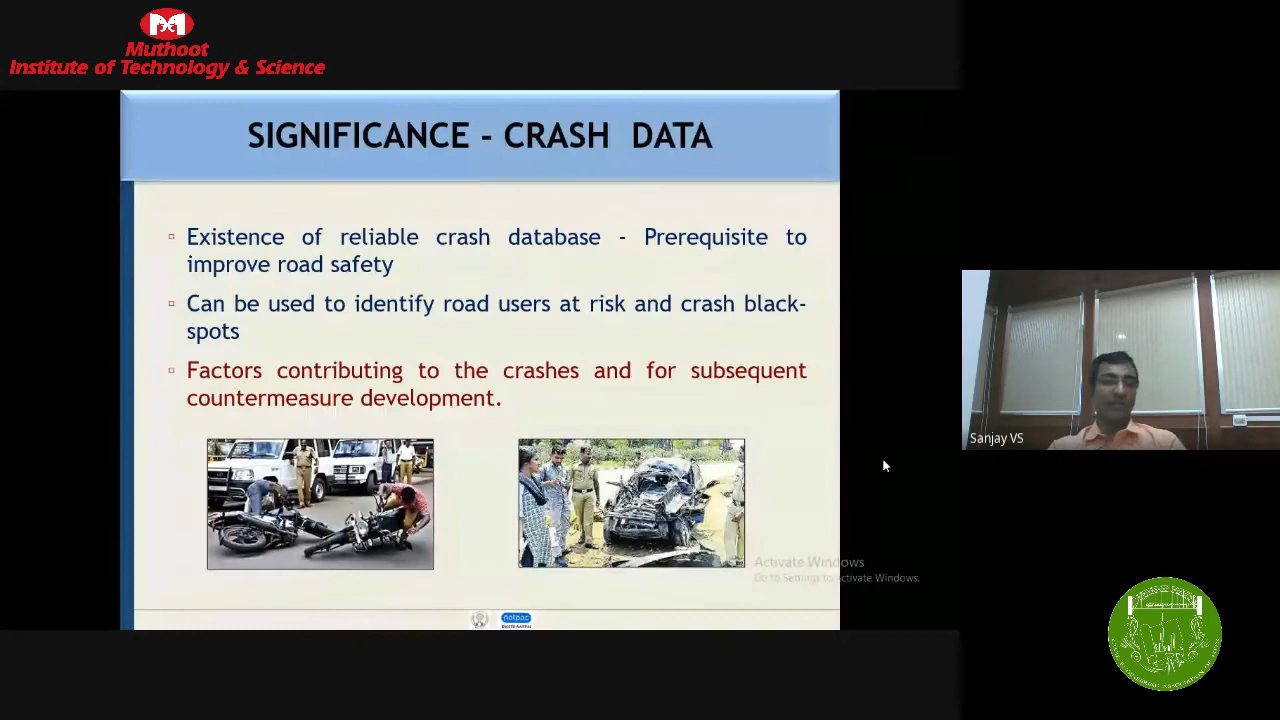 Muthoot
Institute of Technology & Science
SIGNIFICANCE - CRASH DATA
Existence of reliable crash database - Prerequisite to
improve road safety
Can be used to identify road users at risk and crash black-
spots
Factors contributing to the crashes and for subsequent
countermeasure development.
Sanjay VS
Activate Windows
Go to Settings to activate Windows.
natpac